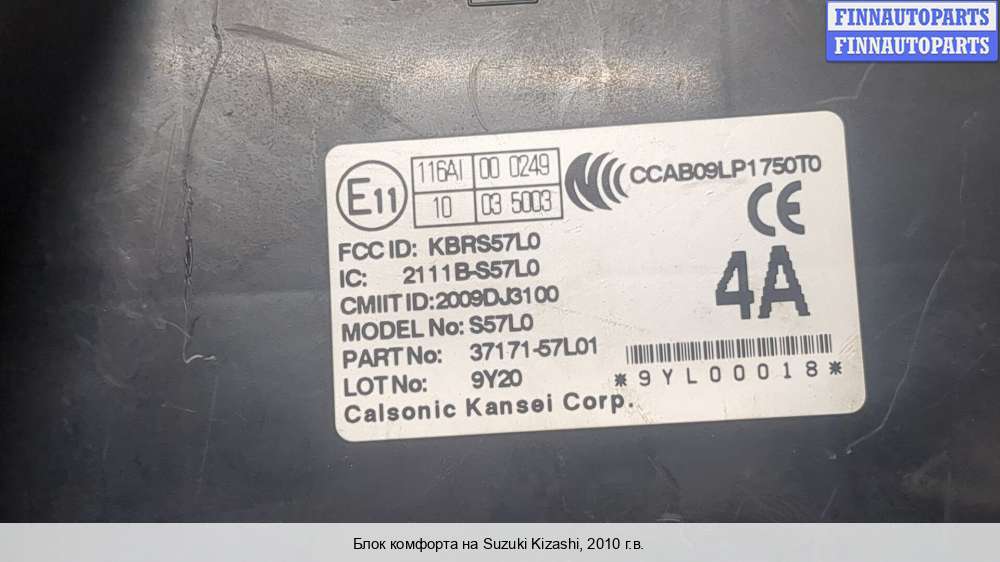 FINNAUTOPARTS
FINNAUTOPARTS
E11
116AI 00 0249
10 03 5003
CCAB09LP1750T0
CE
FCC ID: KBRS57L0
IC: 2111B-S57L0
CMIIT ID:2009DJ3100
MODEL No: S57L0
PART No: 37171-57L01
LOT No: 9Y20
4A
*9YL00018*
Calsonic Kansei Corp.
Блок комфорта на Suzuki Kizashi, 2010 г.в.